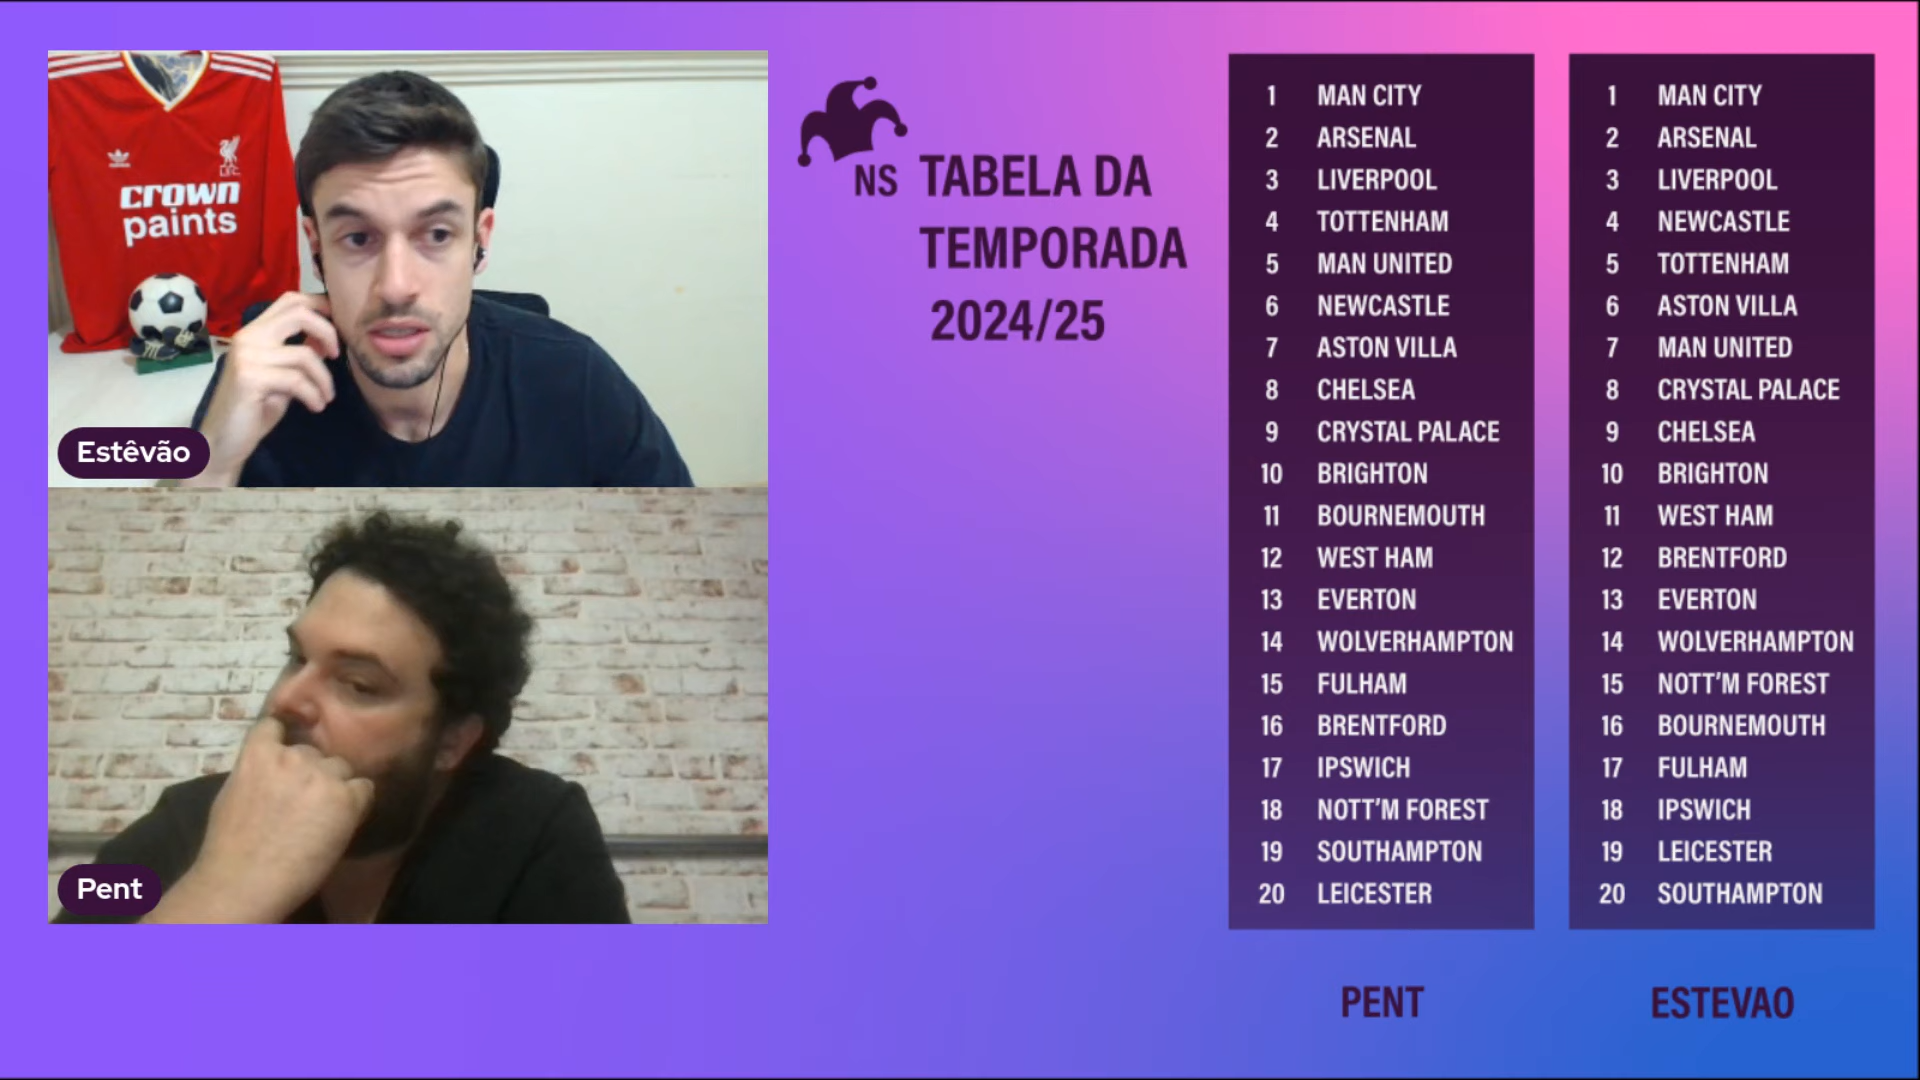 crown
paints
L.F.C.
Estêvão
Pent
NS TABELA DA
TEMPORADA
2024/25
1 MAN CITY
2 ARSENAL
3 LIVERPOOL
4 TOTTENHAM
5 MAN UNITED
6 NEWCASTLE
7 ASTON VILLA
8 CHELSEA
9 CRYSTAL PALACE
10 BRIGHTON
11 BOURNEMOUTH
12 WEST HAM
13 EVERTON
14 WOLVERHAMPTON
15 FULHAM
16 BRENTFORD
17 IPSWICH
18 NOTT'M FOREST
19 SOUTHAMPTON
20 LEICESTER
PENT
1 MAN CITY
2 ARSENAL
3 LIVERPOOL
4 NEWCASTLE
5 TOTTENHAM
6 ASTON VILLA
7 MAN UNITED
8 CRYSTAL PALACE
9 CHELSEA
10 BRIGHTON
11 WEST HAM
12 BRENTFORD
13 EVERTON
14 WOLVERHAMPTON
15 NOTT'M FOREST
16 BOURNEMOUTH
17 FULHAM
18 IPSWICH
19 LEICESTER
20 SOUTHAMPTON
ESTEVAO